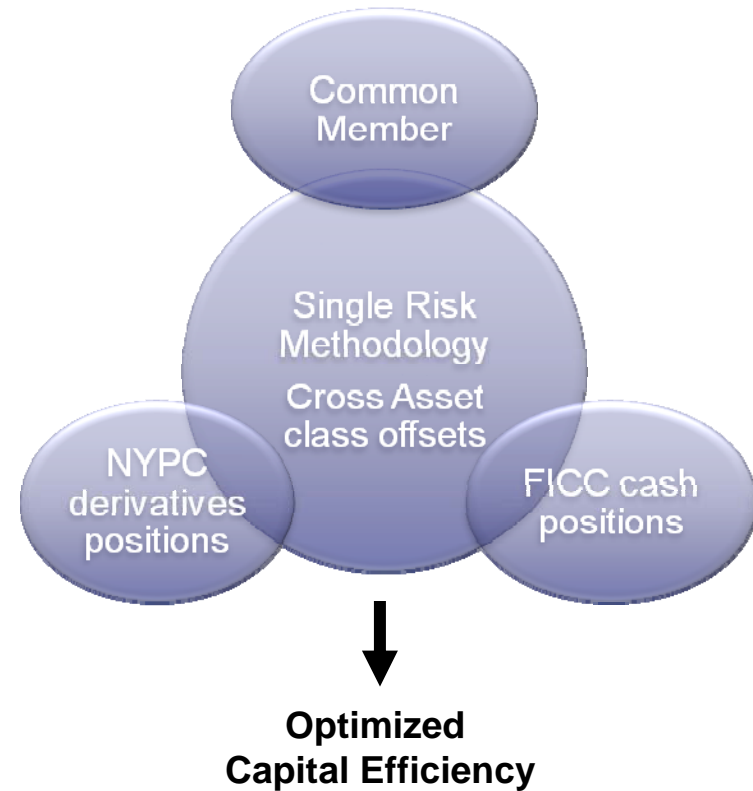 Common
Member
Single Risk
Methodology
Cross Asset
class offsets
NYPC
derivatives
positions
FICC cash
positions
Optimized
Capital Efficiency